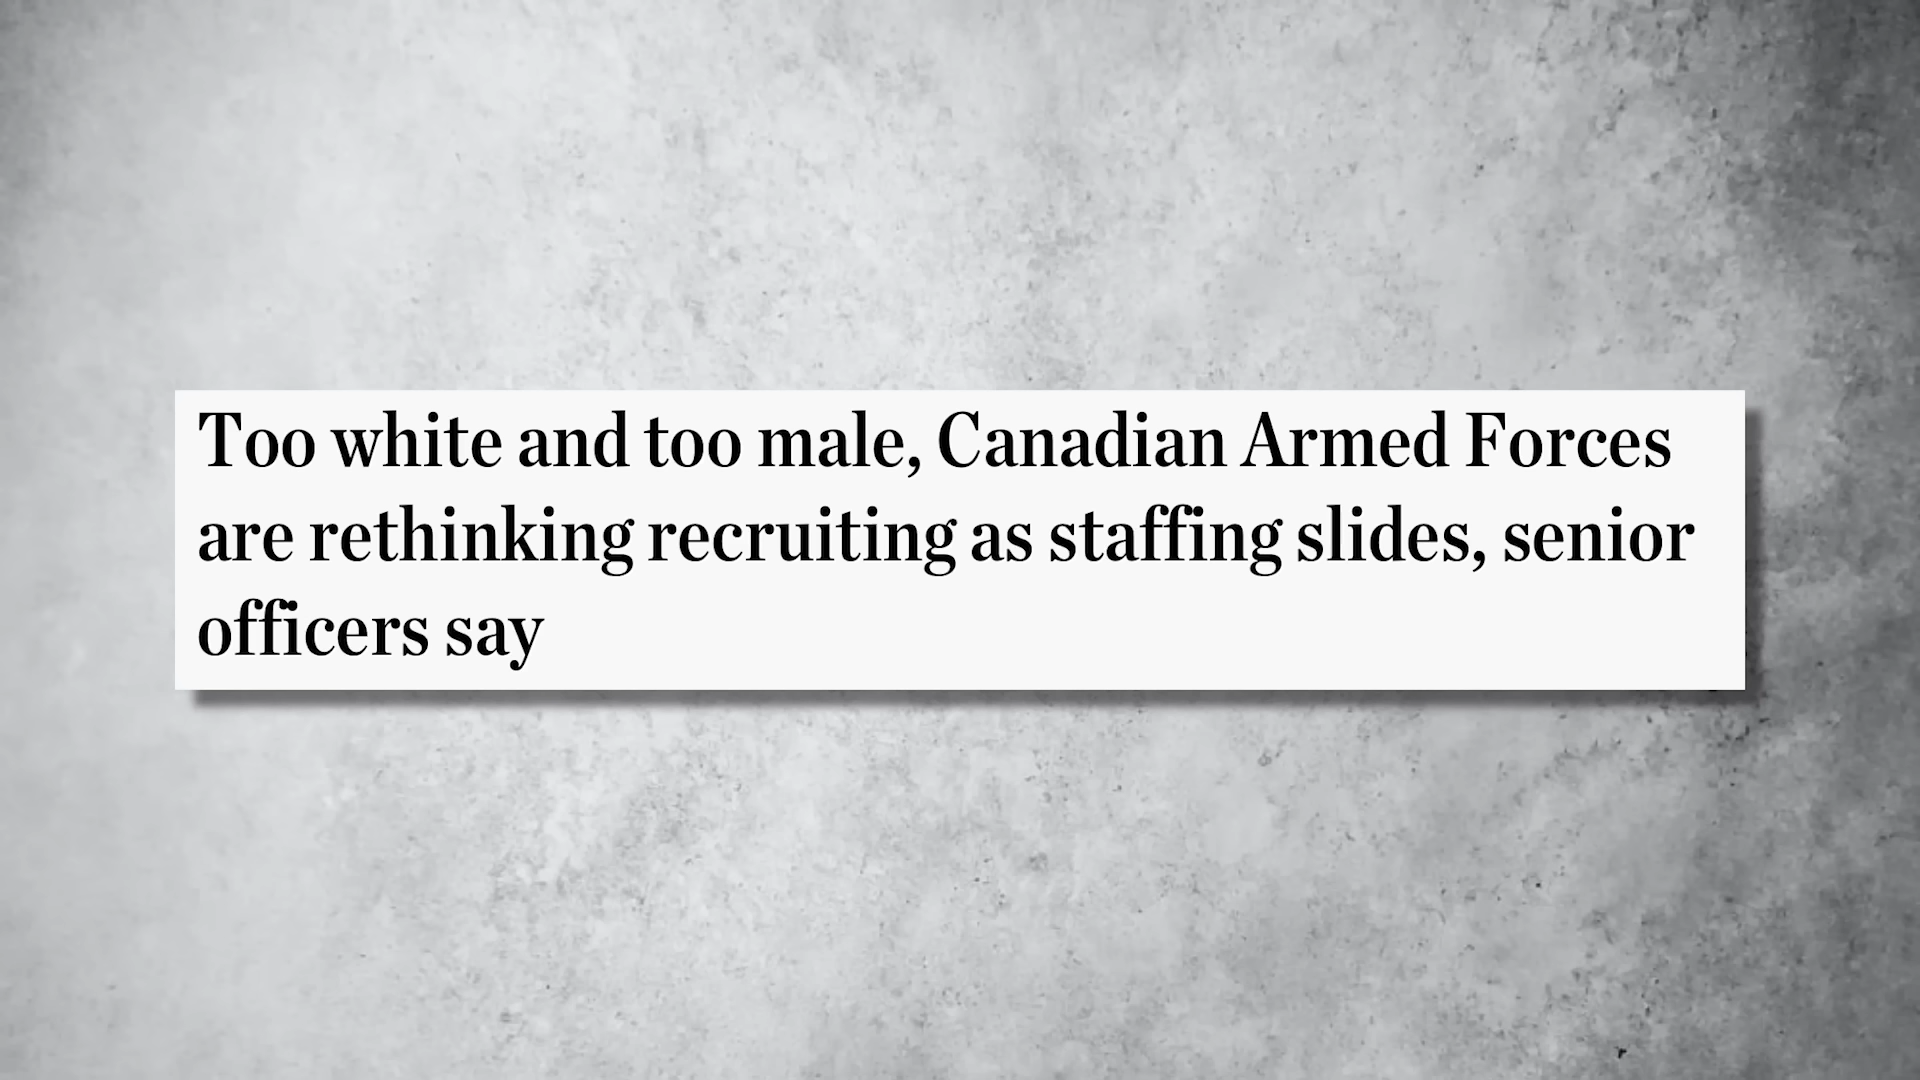 Too white and too male, Canadian Armed Forces
are rethinking recruiting as staffing slides, senior
officers say